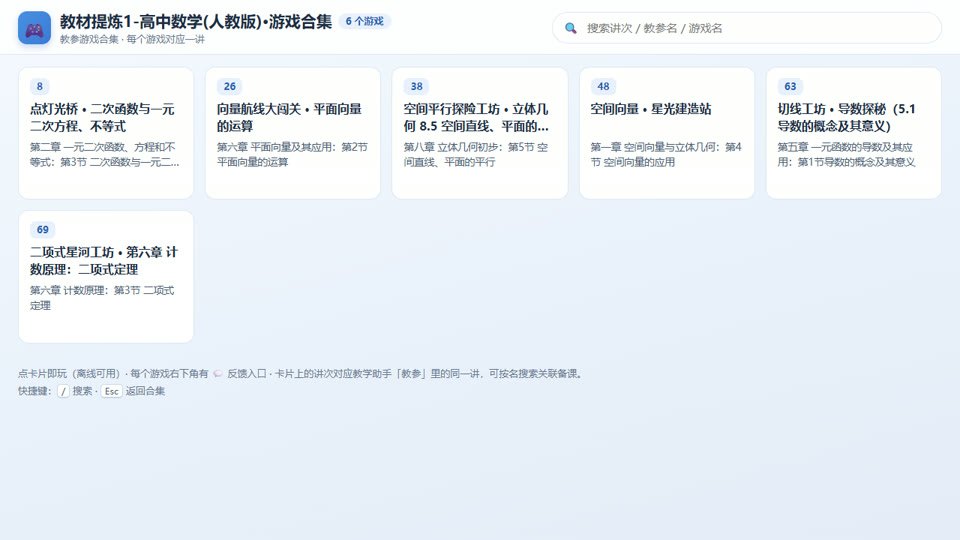 教材提炼1-高中数学(人教版)·游戏合集 6 个游戏
教参游戏合集 · 每个游戏对应一讲
搜索讲次 / 教参名 / 游戏名
8
点灯光桥 • 二次函数与一元
二次方程、不等式
第二章 一元二次函数、方程和不
等式：第3节 二次函数与一元二...
26
向量航线大闯关 • 平面向量
的运算
第六章 平面向量及其应用：第2节
平面向量的运算
38
空间平行探险工坊 • 立体几
何 8.5 空间直线、平面的...
第八章 立体几何初步：第5节 空
间直线、平面的平行
48
空间向量 • 星光建造站
第一章 空间向量与立体几何：第4
节 空间向量的应用
63
切线工坊 • 导数探秘（5.1
导数的概念及其意义）
第五章 一元函数的导数及其应
用：第1节导数的概念及其意义
69
二项式星河工坊 • 第六章 计
数原理：二项式定理
第六章 计数原理：第3节 二项式
定理
点卡片即玩（离线可用）· 每个游戏右下角有 反馈入口 · 卡片上的讲次对应教学助手「教参」里的同一讲，可按名搜索关联备课。
快捷键： / 搜索 · Esc 返回合集